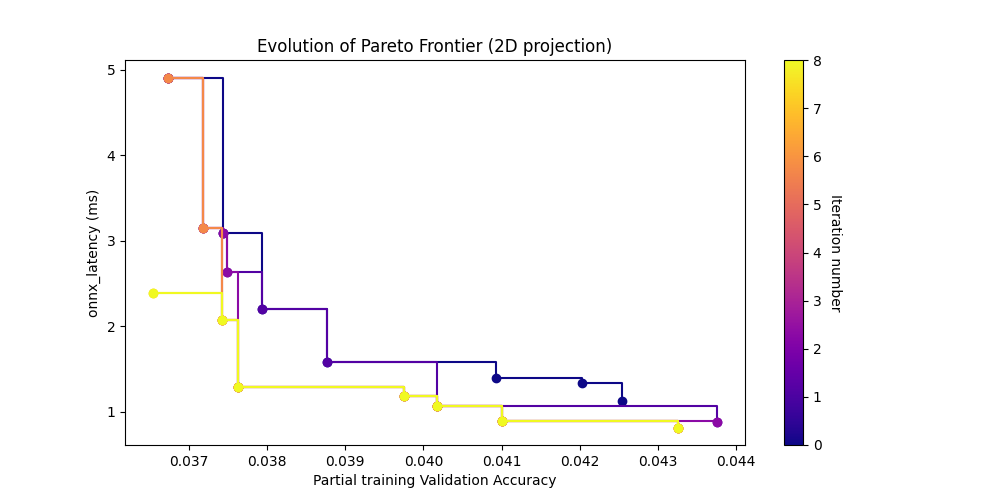 Evolution of Pareto Frontier (2D projection)
5
4
3
2
1
onnx_latency (ms)
0.037 0.038 0.039 0.040 0.041 0.042 0.043 0.044
Partial training Validation Accuracy
8
7
6
5
4
3
2
1
0
Iteration number